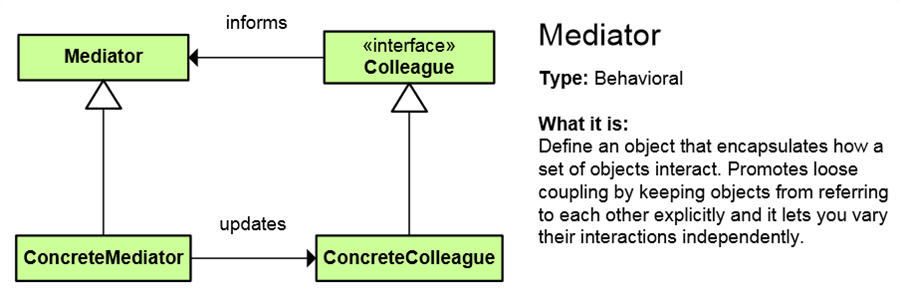 informs
Mediator
«interface»
Colleague
updates
ConcreteMediator
ConcreteColleague
Mediator
Type: Behavioral
What it is:
Define an object that encapsulates how a
set of objects interact. Promotes loose
coupling by keeping objects from referring
to each other explicitly and it lets you vary
their interactions independently.